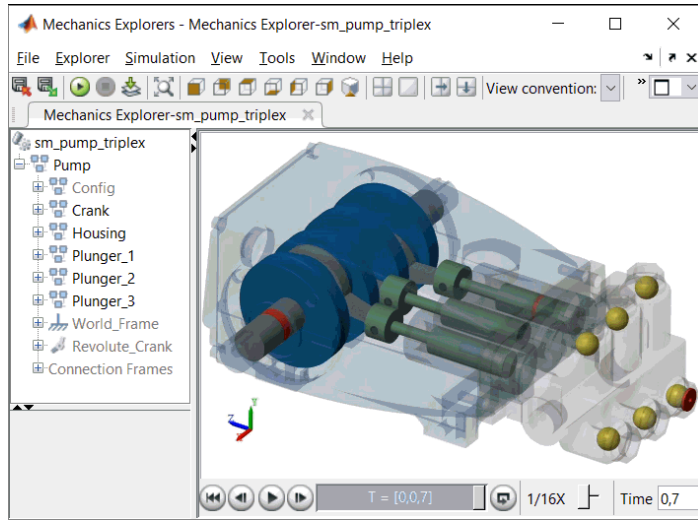 Mechanics Explorers - Mechanics Explorer-sm_pump_triplex
File Explorer Simulation View Tools Window Help
View convention: »
Mechanics Explorer-sm_pump_triplex
sm_pump_triplex
Pump
Config
Crank
Housing
Plunger_1
Plunger_2
Plunger_3
World_Frame
Revolute_Crank
Connection Frames
Y
Z
T = [0,0,7]
1/16X
Time 0,7